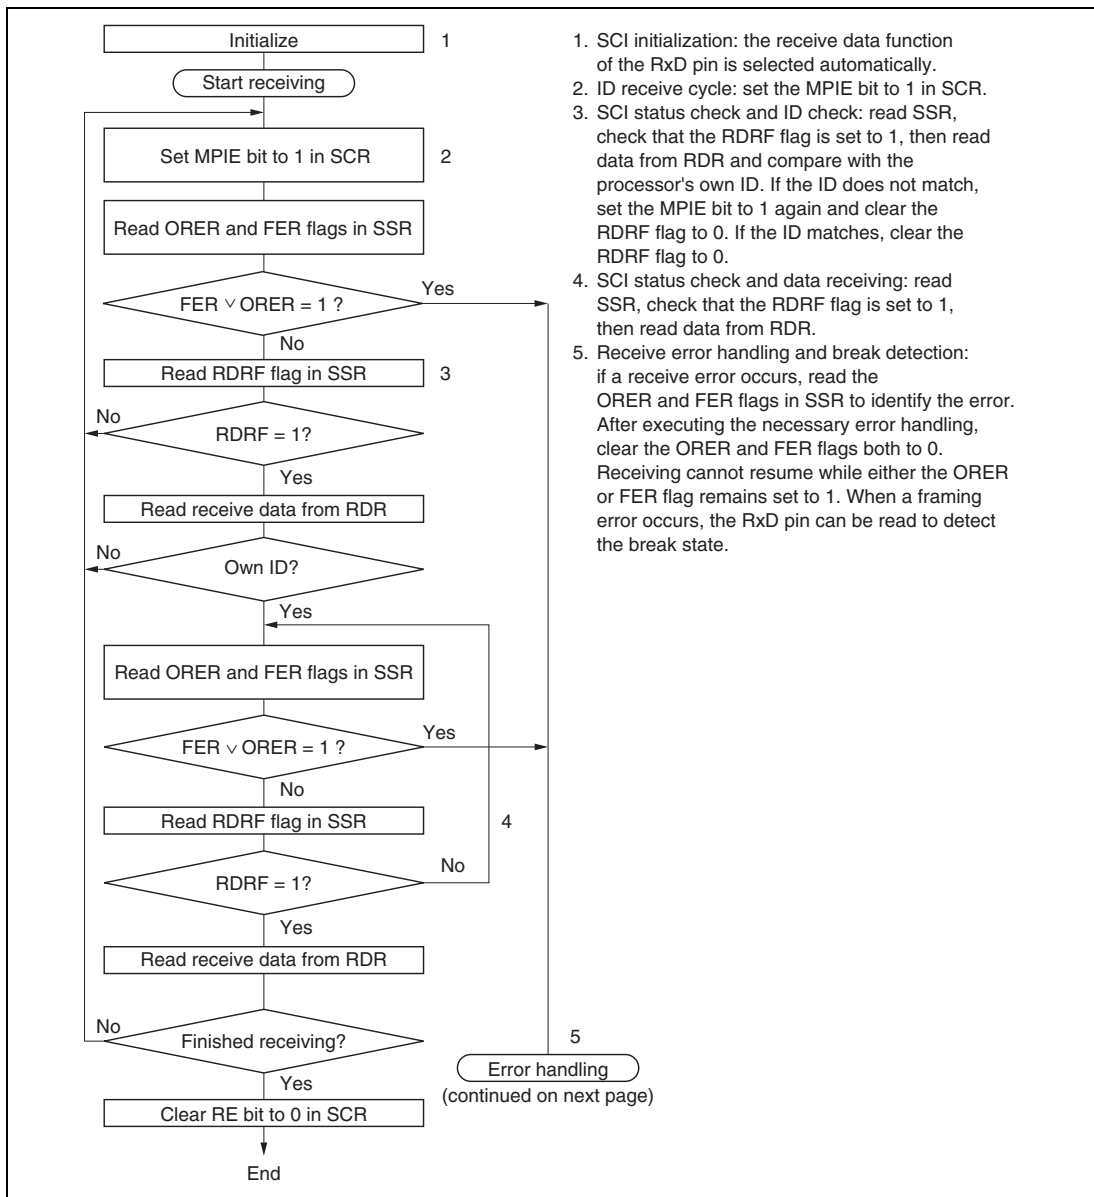 Initialize 1
Start receiving
Set MPIE bit to 1 in SCR 2
Read ORER and FER flags in SSR
FER ∨ ORER = 1 ?
Yes
No
Read RDRF flag in SSR 3
No
RDRF = 1?
Yes
Read receive data from RDR
No
Own ID?
Yes
Read ORER and FER flags in SSR
FER ∨ ORER = 1 ?
Yes
No
Read RDRF flag in SSR 4
RDRF = 1?
No
Yes
Read receive data from RDR
No
Finished receiving?
Yes
5
Error handling
(continued on next page)
Clear RE bit to 0 in SCR
End
1. SCI initialization: the receive data function
of the RxD pin is selected automatically.
2. ID receive cycle: set the MPIE bit to 1 in SCR.
3. SCI status check and ID check: read SSR,
check that the RDRF flag is set to 1, then read
data from RDR and compare with the
processor's own ID. If the ID does not match,
set the MPIE bit to 1 again and clear the
RDRF flag to 0. If the ID matches, clear the
RDRF flag to 0.
4. SCI status check and data receiving: read
SSR, check that the RDRF flag is set to 1,
then read data from RDR.
5. Receive error handling and break detection:
if a receive error occurs, read the
ORER and FER flags in SSR to identify the error.
After executing the necessary error handling,
clear the ORER and FER flags both to 0.
Receiving cannot resume while either the ORER
or FER flag remains set to 1. When a framing
error occurs, the RxD pin can be read to detect
the break state.